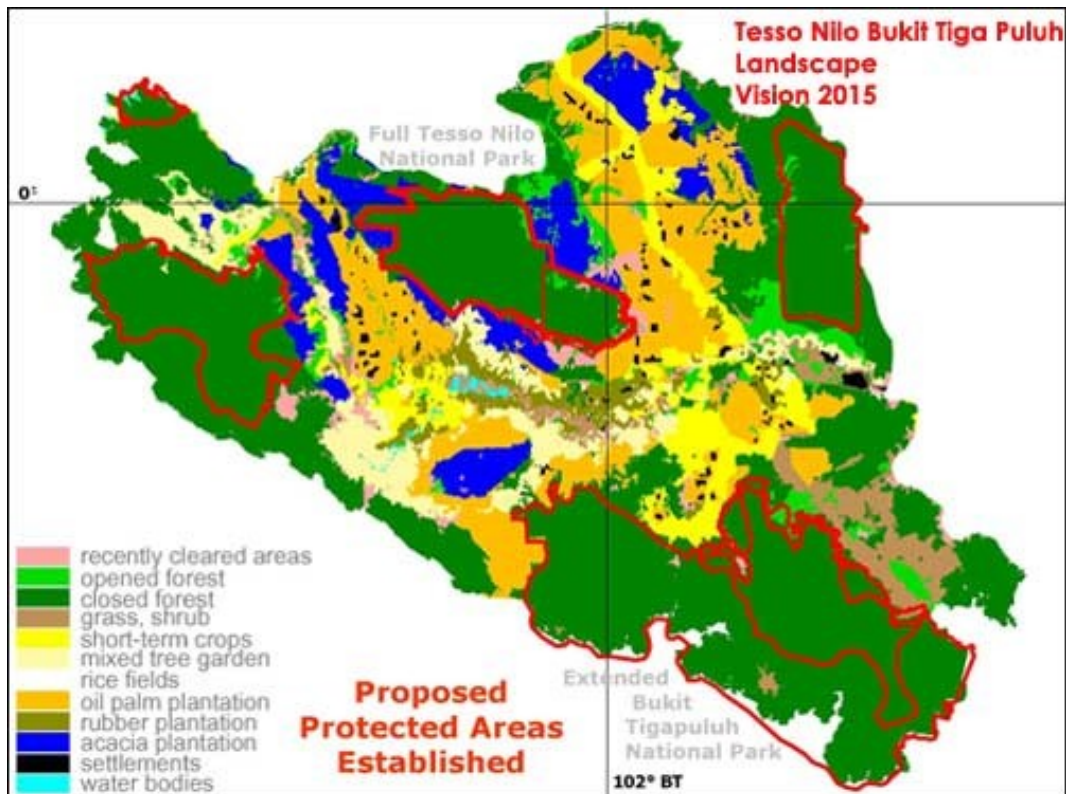 Tesso Nilo Bukit Tiga Puluh
Landscape
Vision 2015
Full Tesso Nilo
National Park
recently cleared areas
opened forest
closed forest
grass, shrub
short-term crops
mixed tree garden
rice fields
oil palm plantation
rubber plantation
acacia plantation
settlements
water bodies
Proposed
Protected Areas
Established
Extended
Bukit
Tigapuluh
National Park
102° BT